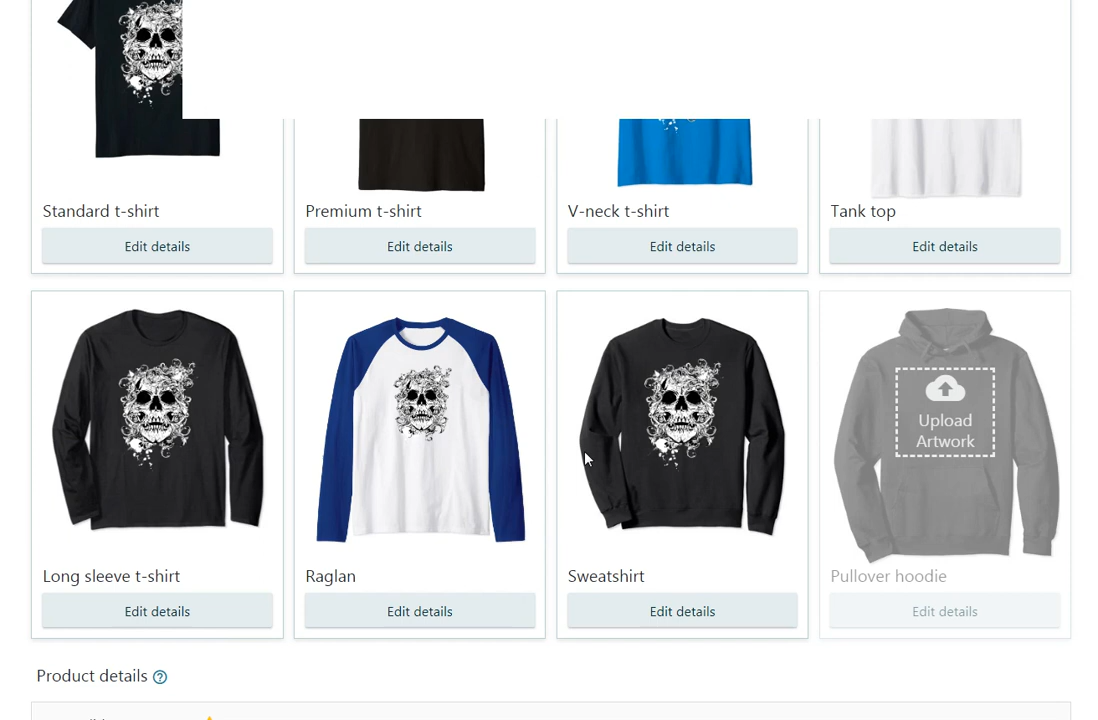 Standard t-shirt
Premium t-shirt
V-neck t-shirt
Tank top
Edit details
Edit details
Edit details
Edit details
Upload
Artwork
Long sleeve t-shirt
Raglan
Sweatshirt
Pullover hoodie
Edit details
Edit details
Edit details
Edit details
Product details ?